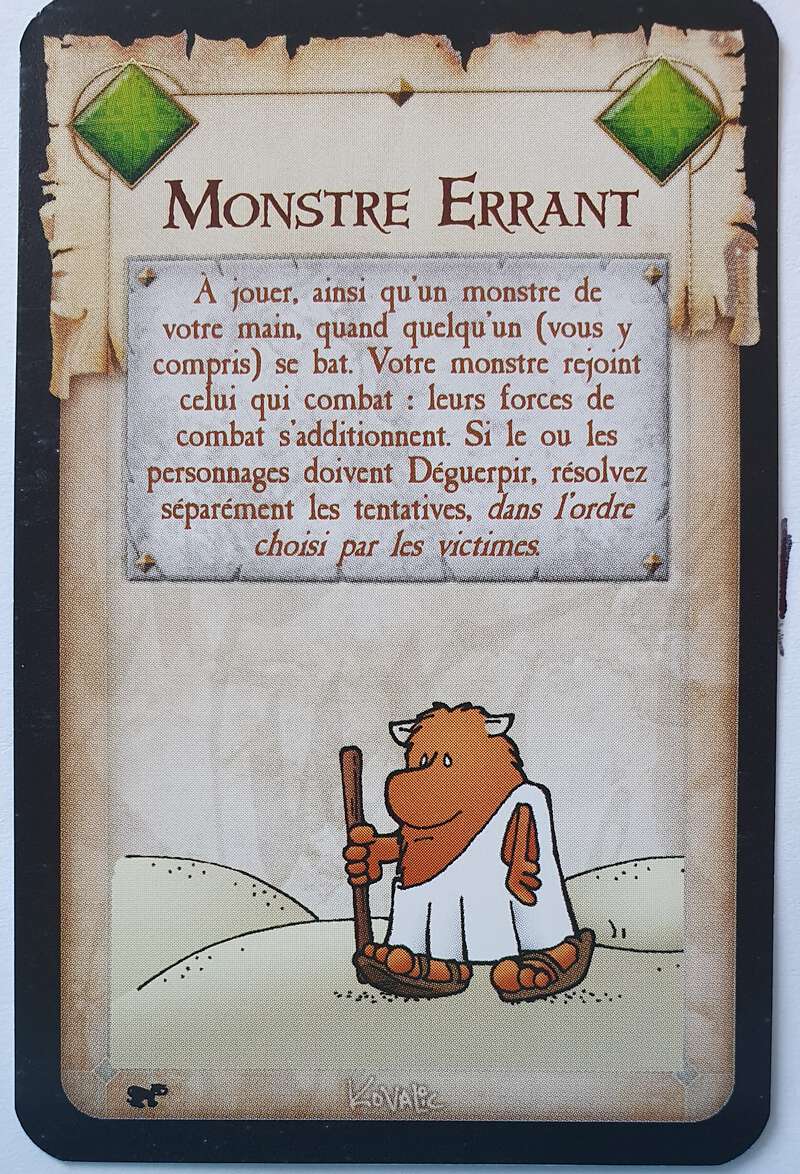 Monstre Errant
À jouer, ainsi qu'un monstre de
votre main, quand quelqu'un (vous y
compris) se bat. Votre monstre rejoint
celui qui combat : leurs forces de
combat s'additionnent. Si le ou les
personnages doivent Déguerpir, résolvez
séparément les tentatives, dans l'ordre
choisi par les victimes.
Kovalic